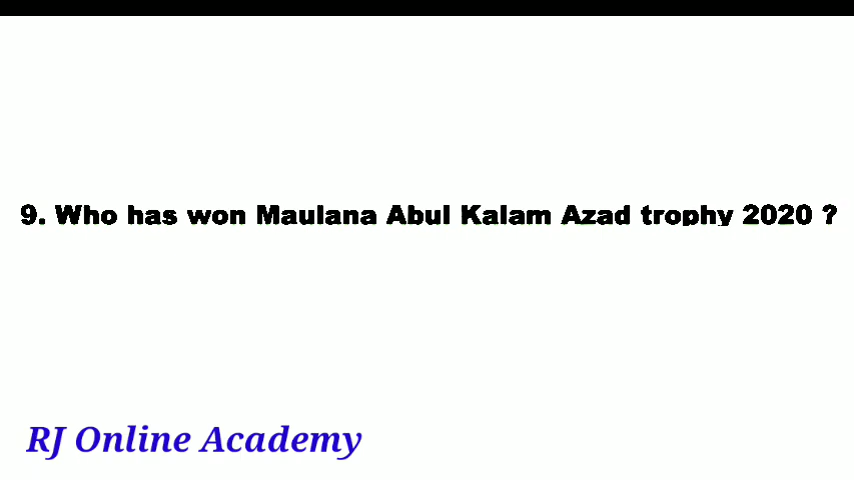 9. Who has won Maulana Abul Kalam Azad trophy 2020 ?
RJ Online Academy